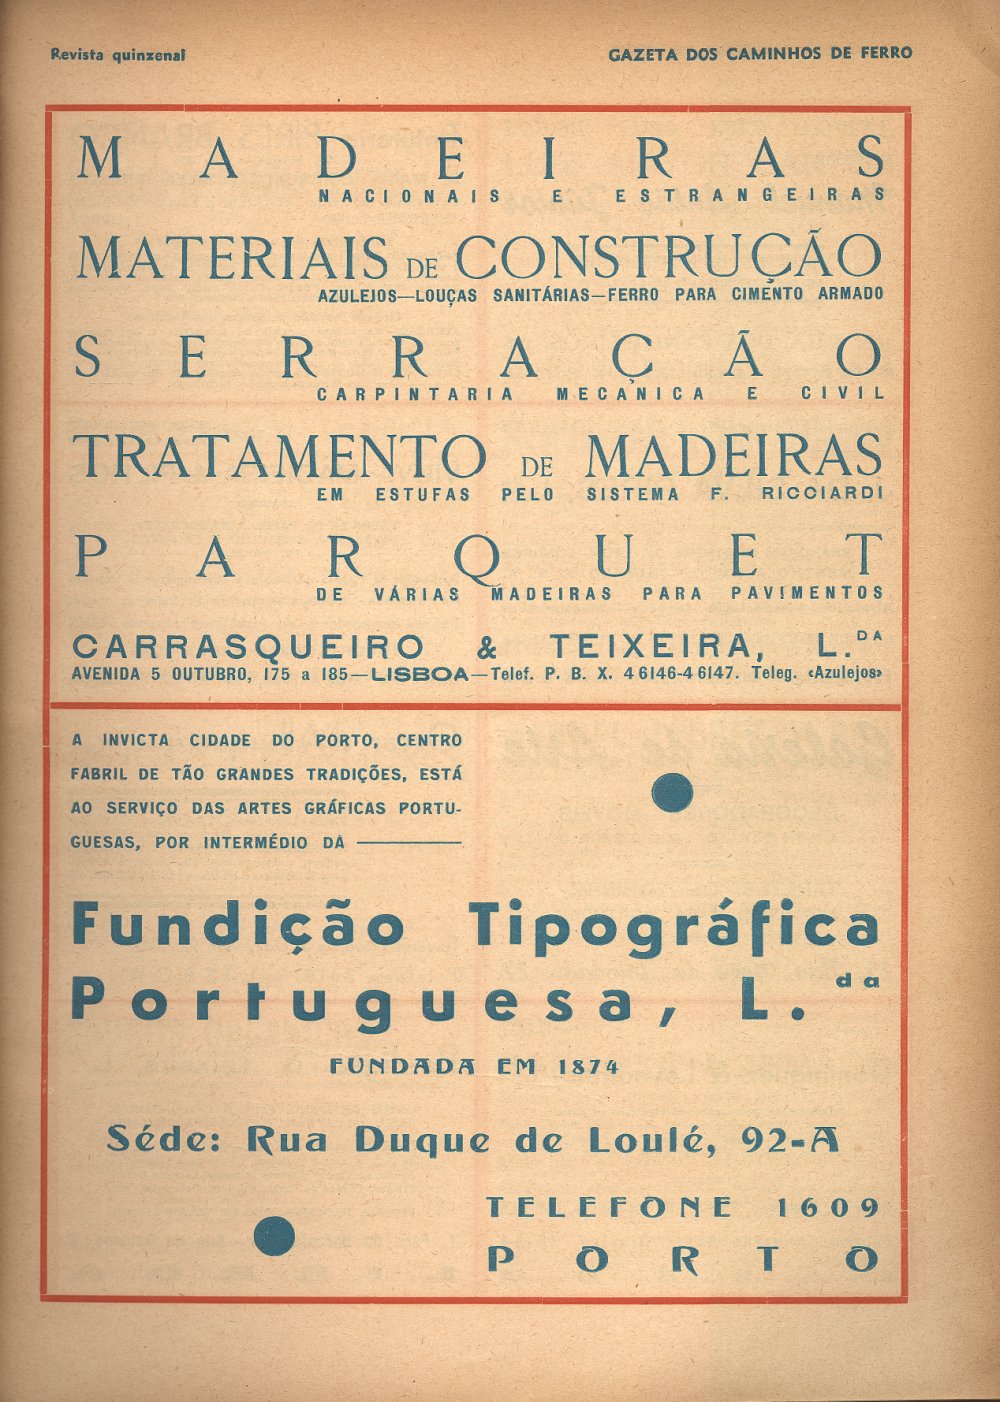 Revista quinzenal
GAZETA DOS CAMINHOS DE FERRO
MADEIRAS
NACIONAIS E ESTRANGEIRAS
MATERIAIS DE CONSTRUÇÃO
AZULEJOS—LOUÇAS SANITÁRIAS—FERRO PARA CIMENTO ARMADO
SERRAÇÃO
CARPINTARIA MECANICA E CIVIL
TRATAMENTO DE MADEIRAS
EM ESTUFAS PELO SISTEMA F. RICCIARDI
PARQUET
DE VÁRIAS MADEIRAS PARA PAVIMENTOS
CARRASQUEIRO & TEIXEIRA, L.DA
AVENIDA 5 OUTUBRO, 175 a 185—LISBOA—Telef. P. B. X. 46146-46147. Teleg. «Azulejos»
A INVICTA CIDADE DO PORTO, CENTRO
FABRIL DE TÃO GRANDES TRADIÇÕES, ESTÁ
AO SERVIÇO DAS ARTES GRÁFICAS PORTU-
GUESAS, POR INTERMÉDIO DA
Fundição Tipográfica
Portuguesa, L.da
FUNDADA EM 1874
Séde: Rua Duque de Loulé, 92-A
TELEFONE 1609
PORTO